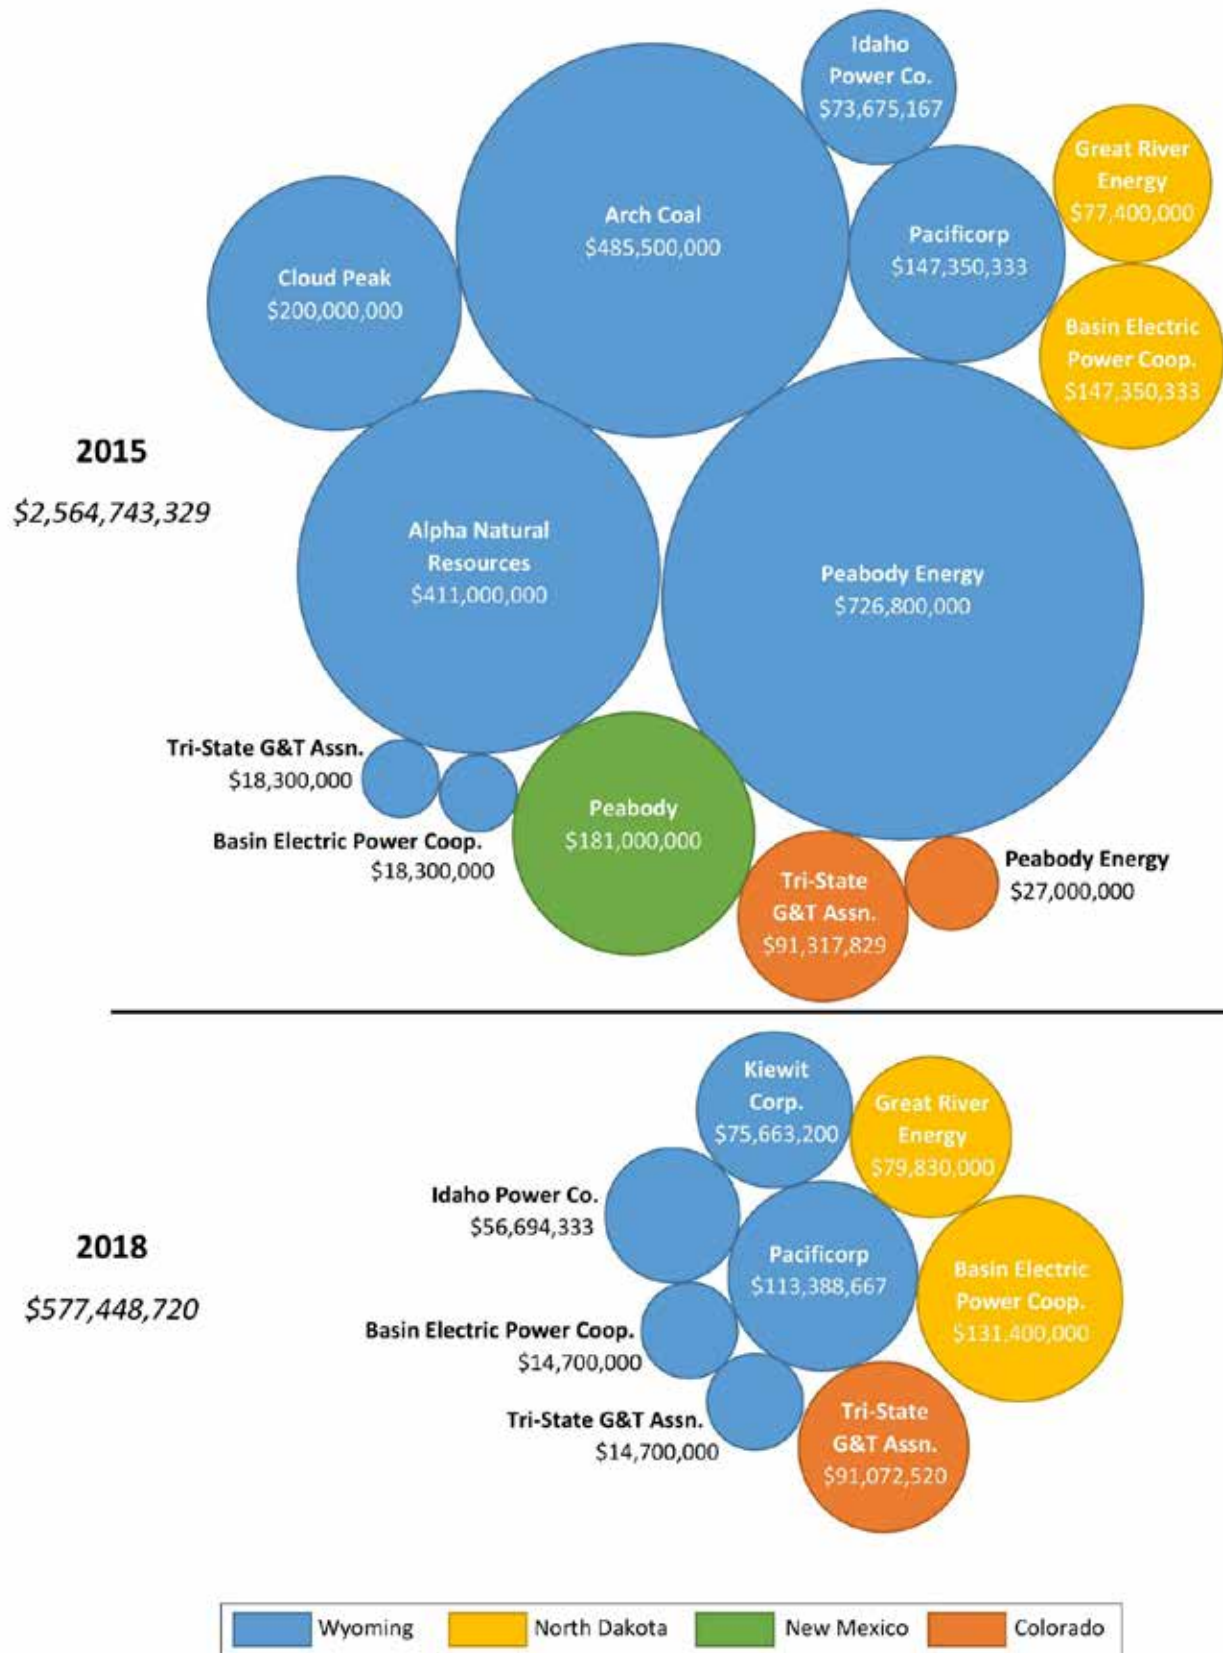 Idaho
Power Co.
$73,675,167
Great River
Energy
$77,400,000
Arch Coal
$485,500,000
Pacificorp
$147,350,333
Cloud Peak
$200,000,000
Basin Electric
Power Coop.
$147,350,333
2015
$2,564,743,329
Alpha Natural
Resources
$411,000,000
Peabody Energy
$726,800,000
Tri-State G&T Assn.
$18,300,000
Basin Electric Power Coop.
$18,300,000
Peabody
$181,000,000
Tri-State
G&T Assn.
$91,317,829
Peabody Energy
$27,000,000
Kiewit
Corp.
$75,663,200
Great River
Energy
$79,830,000
Idaho Power Co.
$56,694,333
2018
$577,448,720
Pacificorp
$113,388,667
Basin Electric
Power Coop.
$131,400,000
Basin Electric Power Coop.
$14,700,000
Tri-State G&T Assn.
$14,700,000
Tri-State
G&T Assn.
$91,072,520
Wyoming
North Dakota
New Mexico
Colorado